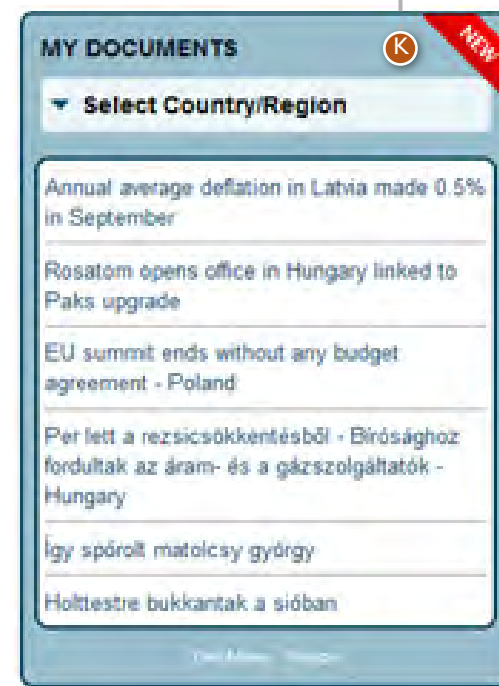 MY DOCUMENTS
K
NEW
Select Country/Region
Annual average deflation in Latvia made 0.5%
in September
Rosatom opens office in Hungary linked to
Paks upgrade
EU summit ends without any budget
agreement - Poland
Per lett a rezsicsökkentésből - Bírósághoz
fordultak az áram- és a gázszolgáltatók -
Hungary
Így spórolt matolcsy györgy
Holttestre bukkantak a sióban